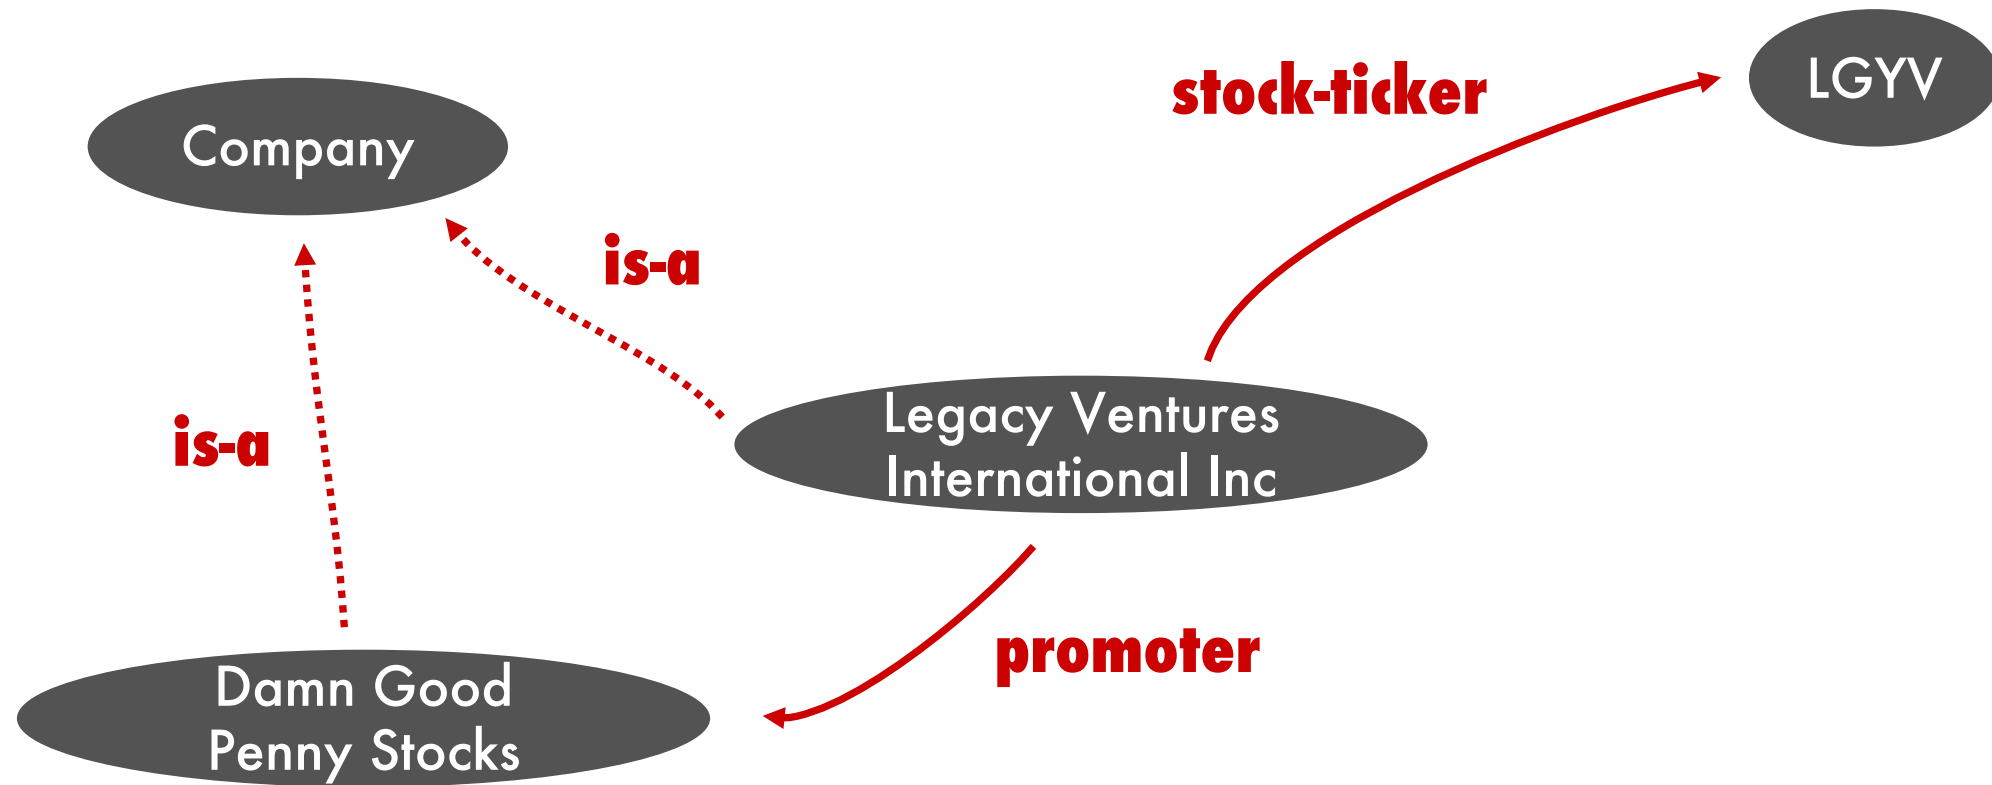 LGYV
stock-ticker
Company
is-a
Legacy Ventures
International Inc
is-a
promoter
Damn Good
Penny Stocks